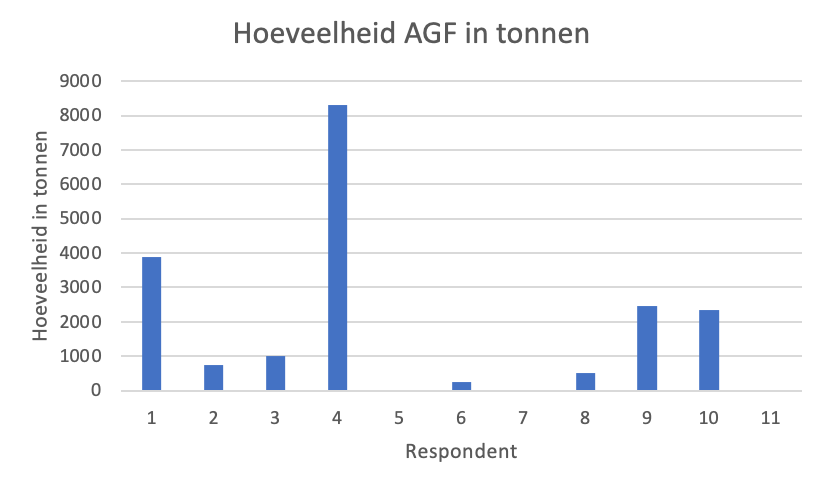 Hoeveelheid AGF in tonnen
Hoeveelheid in tonnen
9000
8000
7000
6000
5000
4000
3000
2000
1000
0
1 2 3 4 5 6 7 8 9 10 11
Respondent